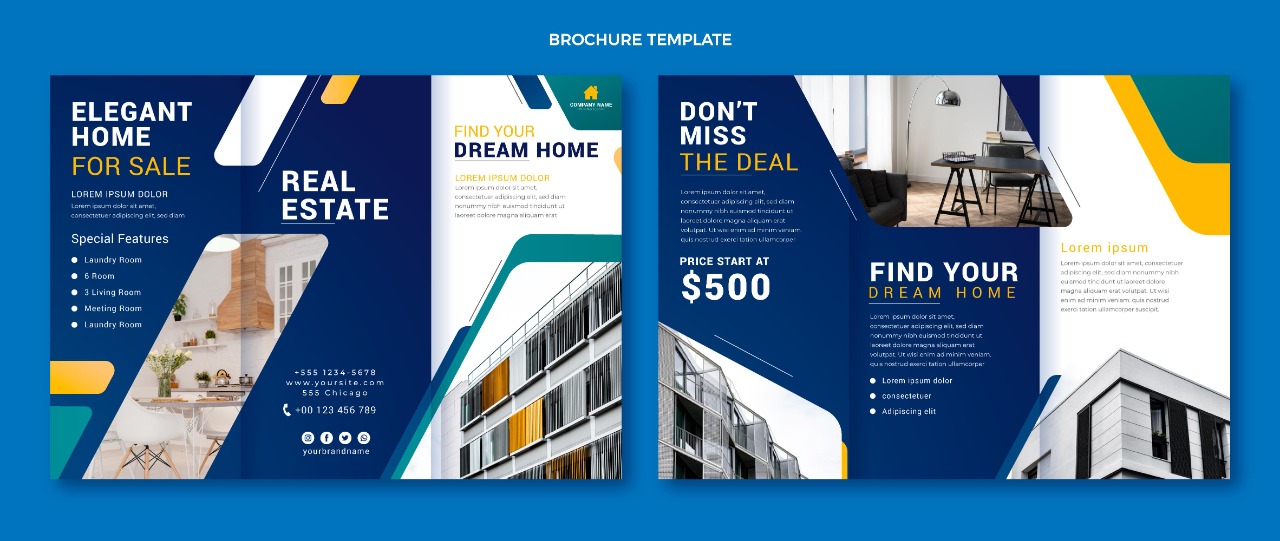 BROCHURE TEMPLATE
ELEGANT
HOME
FOR SALE
LOREM IPSUM DOLOR
Lorem ipsum dolor sit amet,
consectetuer adipiscing elit, sed diam
Special Features
Laundry Room
6 Room
3 Living Room
Meeting Room
Laundry Room
REAL
ESTATE
+555 1234-5678
www.yoursite.com
555 Chicago
+00 123 456 789
yourbrandname
COMPANY NAME
FIND YOUR
DREAM HOME
LOREM IPSUM DOLOR
Lorem ipsum dolor sit amet,
consectetuer adipiscing elit, sed diam
nonummy nibh euismod tincidunt ut
laoreet dolore magna aliquam erat
DON'T
MISS
THE DEAL
Lorem ipsum dolor sit amet,
consectetuer adipiscing elit, sed diam
nonummy nibh euismod tincidunt ut
laoreet dolore magna aliquam erat
volutpat. Ut wisi enim ad minim veniam,
quis nostrud exerci tation ullamcorper
PRICE START AT
$500
FIND YOUR
DREAM HOME
Lorem ipsum dolor sit amet,
consectetuer adipiscing elit, sed diam
nonummy nibh euismod tincidunt ut
laoreet dolore magna aliquam erat
volutpat. Ut wisi enim ad minim veniam,
quis nostrud exerci tation ullamcorper
Lorem ipsum dolor
consectetuer
Adipiscing elit
Lorem ipsum
Lorem ipsum dolor sit amet, consectetuer
adipiscing elit, sed diam nonummy nibh
euismod tincidunt ut laoreet dolore
magna aliquam erat volutpat. Ut wisi
enim ad minim veniam, quis nostrud
exerci tation ullamcorper suscipit.